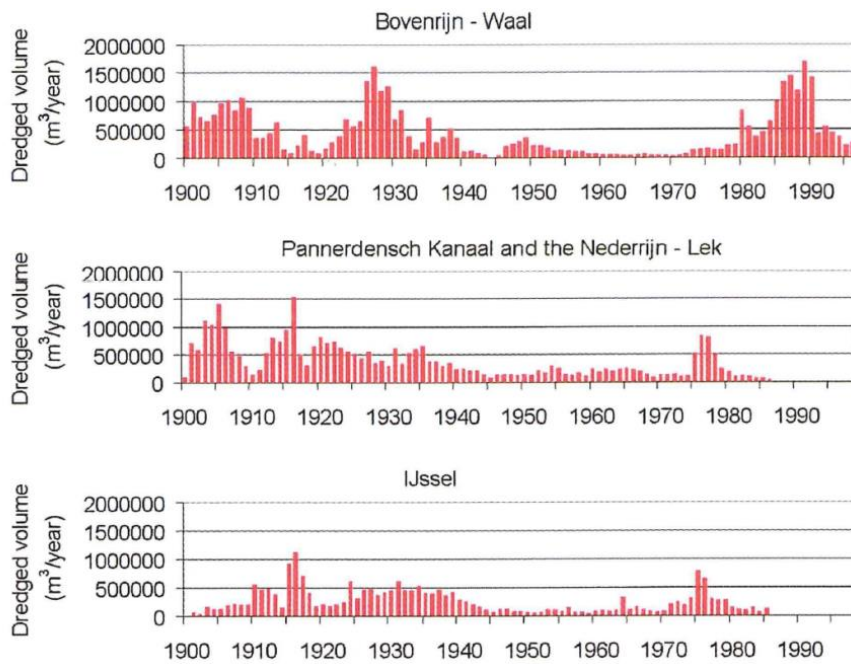 Bovenrijn - Waal
Dredged volume
(m³/year)
2000000
1500000
1000000
500000
0
1900 1910 1920 1930 1940 1950 1960 1970 1980 1990
Pannerdensch Kanaal and the Nederrijn - Lek
Dredged volume
(m³/year)
2000000
1500000
1000000
500000
0
1900 1910 1920 1930 1940 1950 1960 1970 1980 1990
IJssel
Dredged volume
(m³/year)
2000000
1500000
1000000
500000
0
1900 1910 1920 1930 1940 1950 1960 1970 1980 1990